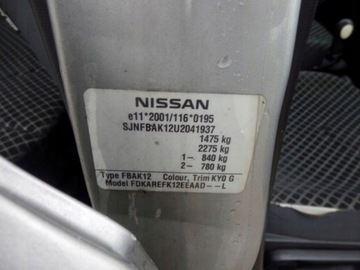 NISSAN
e11*2001/116*0195
SJNFBAK12U2041937
1475 kg
2275 kg
1- 840 kg
2- 780 kg
Type FBAK12 Colour, Trim KY0 G
Model FDKAREFK12EEAAD--L